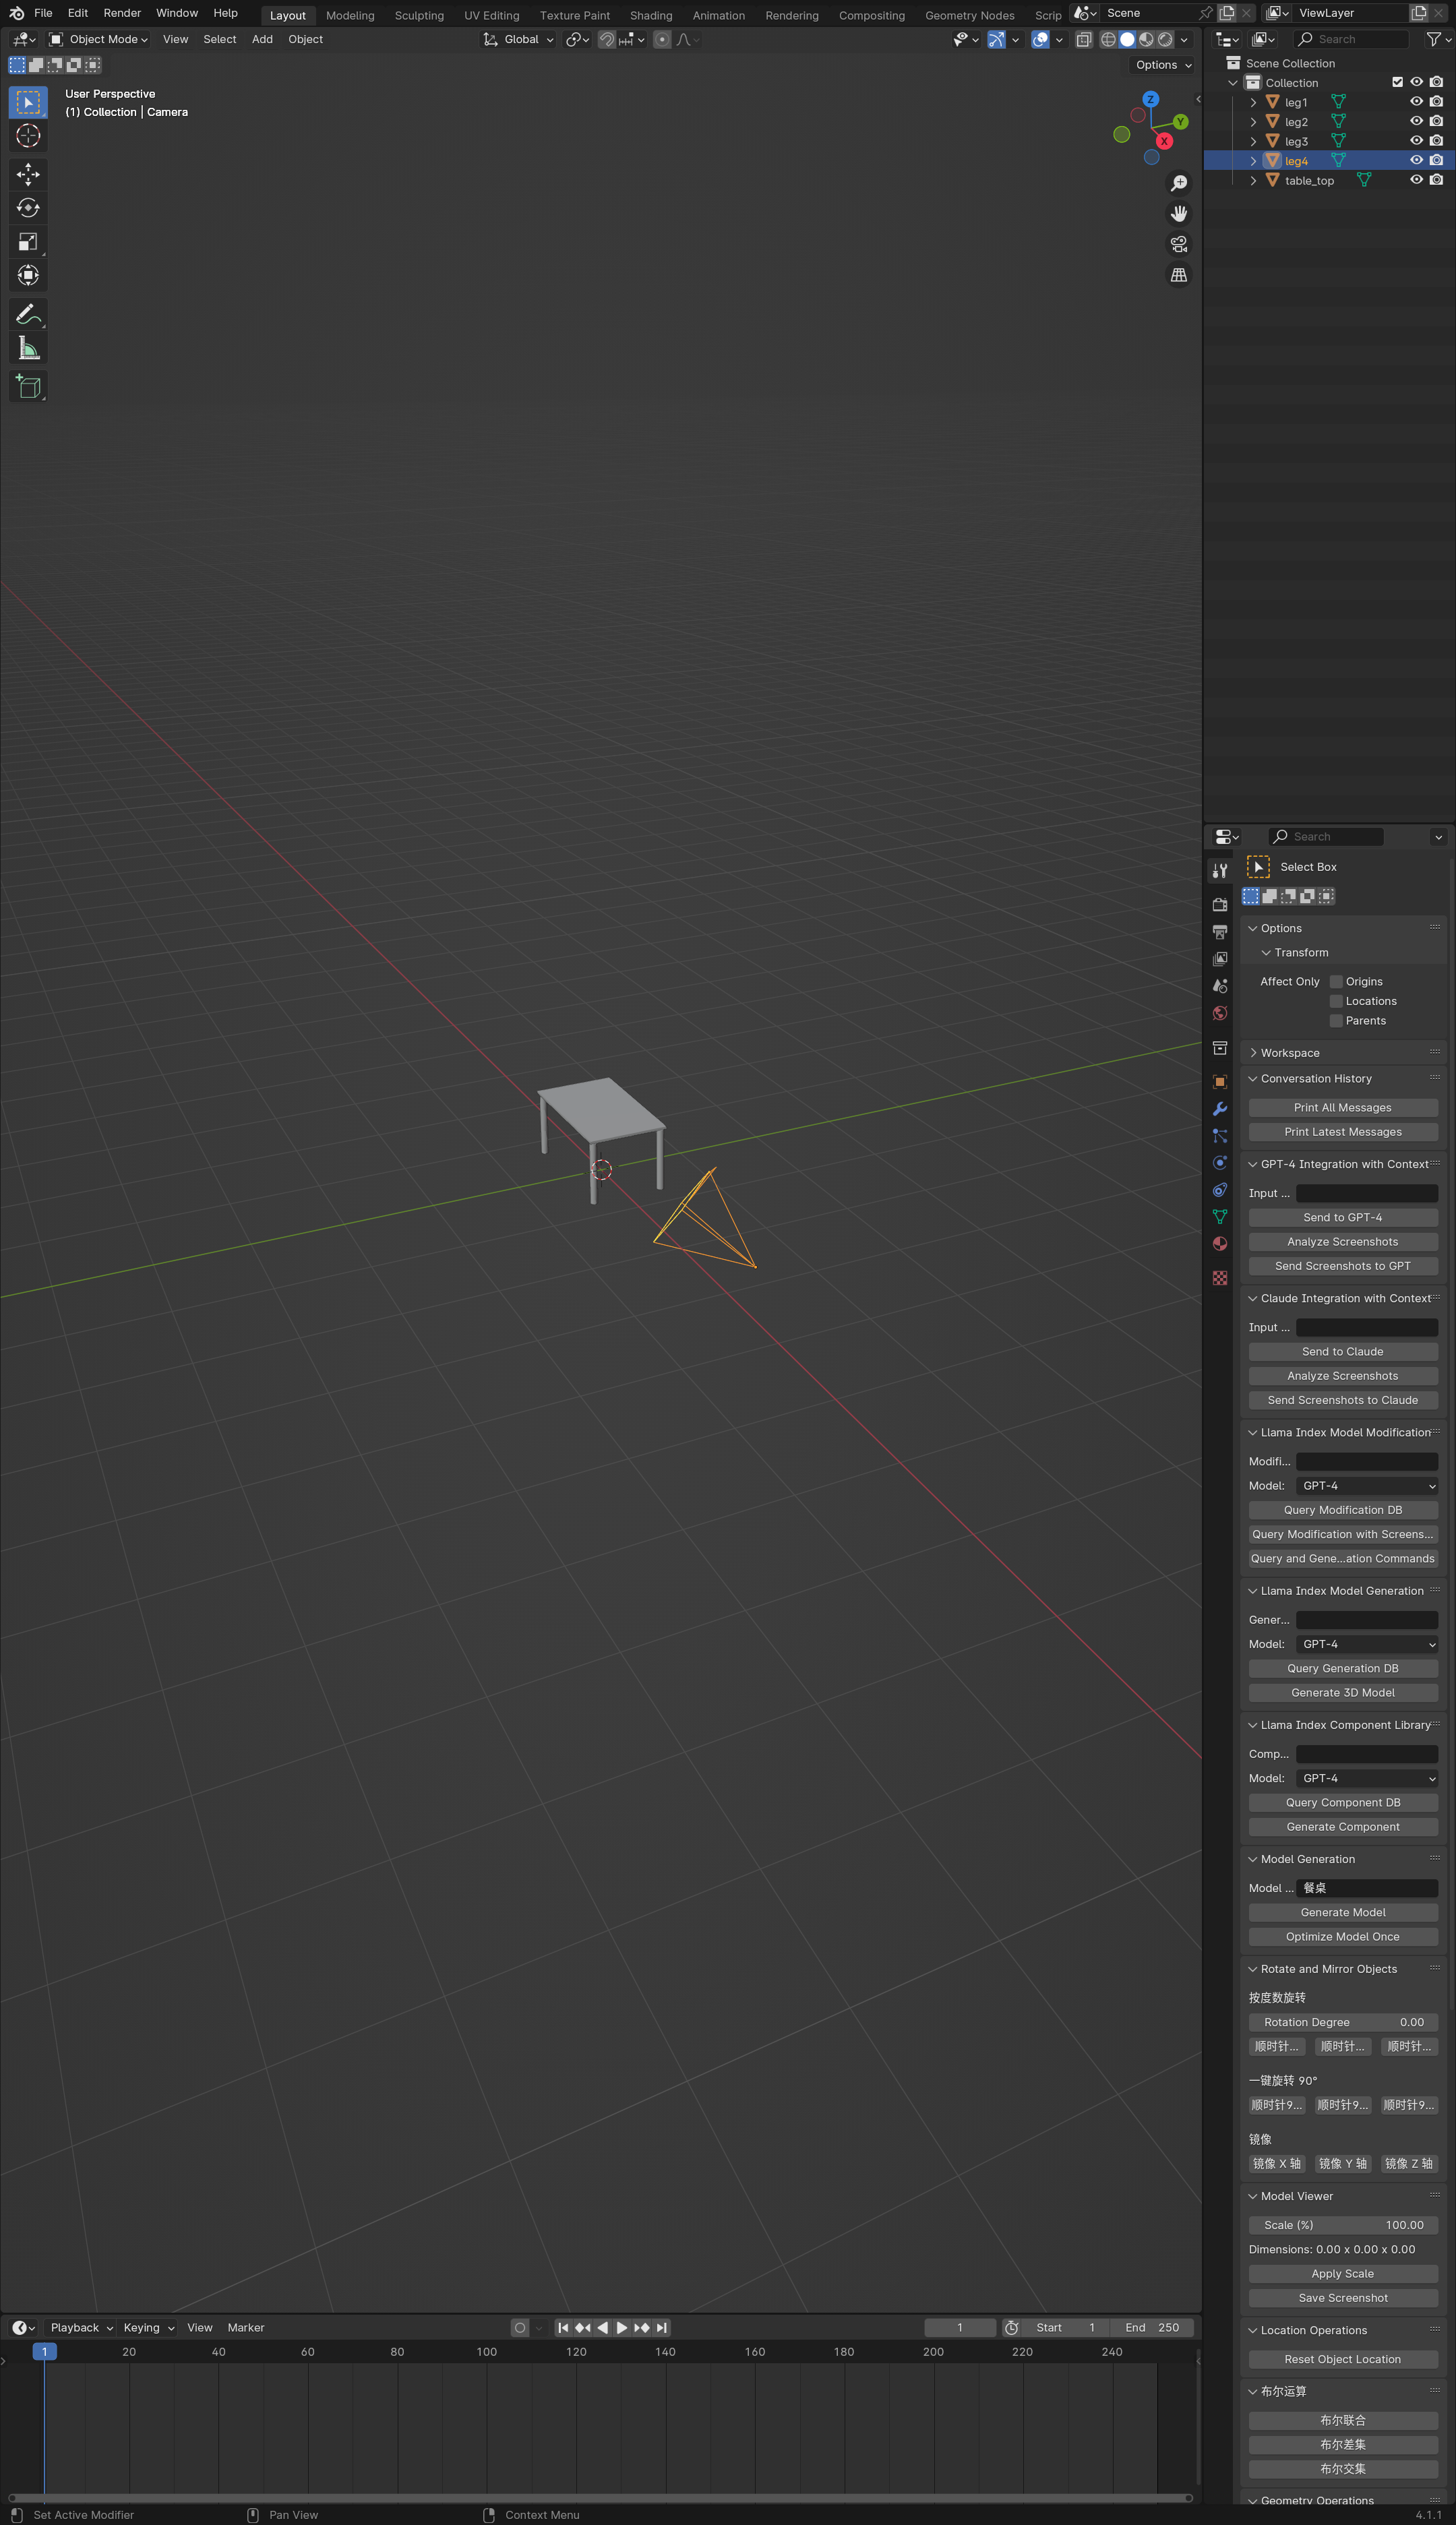 File Edit Render Window Help Layout Modeling Sculpting UV Editing Texture Paint Shading Animation Rendering Compositing Geometry Nodes Scrip Scene ViewLayer
Object Mode View Select Add Object Global Search
Options
User Perspective
(1) Collection | Camera
Z
Y
X
Scene Collection
Collection
leg1
leg2
leg3
leg4
table_top
Search
Select Box
Options
Transform
Affect Only Origins
Locations
Parents
Workspace
Conversation History
Print All Messages
Print Latest Messages
GPT-4 Integration with Context
Input ...
Send to GPT-4
Analyze Screenshots
Send Screenshots to GPT
Claude Integration with Context
Input ...
Send to Claude
Analyze Screenshots
Send Screenshots to Claude
Llama Index Model Modification
Modifi...
Model: GPT-4
Query Modification DB
Query Modification with Screens...
Query and Gene...ation Commands
Llama Index Model Generation
Gener...
Model: GPT-4
Query Generation DB
Generate 3D Model
Llama Index Component Library
Comp...
Model: GPT-4
Query Component DB
Generate Component
Model Generation
Model ... 餐桌
Generate Model
Optimize Model Once
Rotate and Mirror Objects
按度数旋转
Rotation Degree 0.00
顺时针... 顺时针... 顺时针...
一键旋转 90°
顺时针9... 顺时针9... 顺时针9...
镜像
镜像 X 轴 镜像 Y 轴 镜像 Z 轴
Model Viewer
Scale (%) 100.00
Dimensions: 0.00 x 0.00 x 0.00
Apply Scale
Save Screenshot
Location Operations
Reset Object Location
布尔运算
布尔联合
布尔差集
布尔交集
Geometry Operations
Playback Keying View Marker 1 Start 1 End 250
1 20 40 60 80 100 120 140 160 180 200 220 240
Set Active Modifier Pan View Context Menu 4.1.1